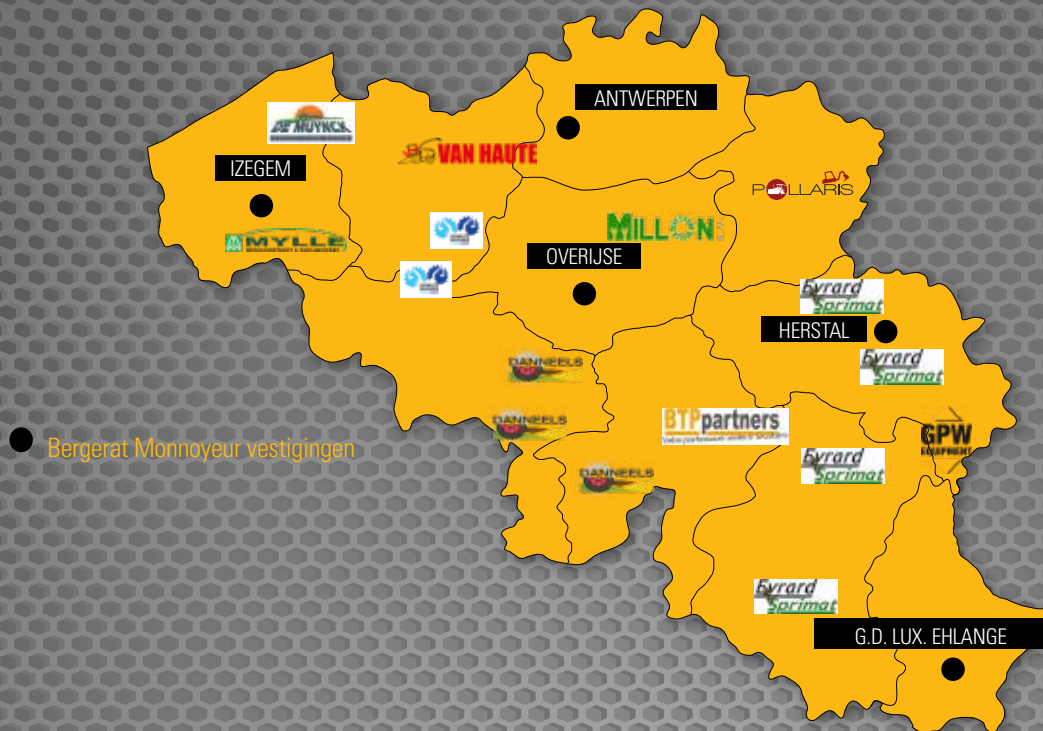 ANTWERPEN
DE MUYNCK
VAN HAUTE
IZEGEM
POLLARIS
MILLON
MYLLE
OVERIJSE
Evrard
Sprimat
HERSTAL
Evrard
Sprimat
DANNEELS
BTPpartners
DANNEELS
GPW
EQUIPMENT
Bergerat Monnoyeur vestigingen
Evrard
Sprimat
DANNEELS
Evrard
Sprimat
G.D. LUX. EHLANGE